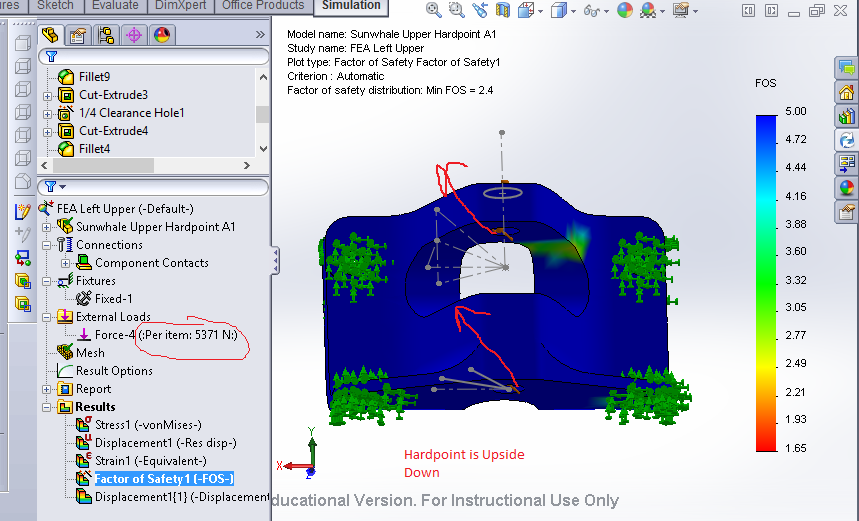 ures
Sketch
Evaluate
DimXpert
Office Products
Simulation
Fillet9
Cut-Extrude3
1/4 Clearance Hole1
Cut-Extrude4
Fillet4
FEA Left Upper (-Default-)
Sunwhale Upper Hardpoint A1
Connections
Component Contacts
Fixtures
Fixed-1
External Loads
Force-4 (:Per item: 5371 N:)
Mesh
Result Options
Report
Results
Stress1 (-vonMises-)
Displacement1 (-Res disp-)
Strain1 (-Equivalent-)
Factor of Safety1 (-FOS-)
Displacement1{1} (-Displacement
Model name: Sunwhale Upper Hardpoint A1
Study name: FEA Left Upper
Plot type: Factor of Safety Factor of Safety1
Criterion : Automatic
Factor of safety distribution: Min FOS = 2.4
FOS
5.00
4.72
4.44
4.16
3.88
3.60
3.32
3.05
2.77
2.49
2.21
1.93
1.65
Y
X
Z
Hardpoint is Upside
Down
ducational Version. For Instructional Use Only